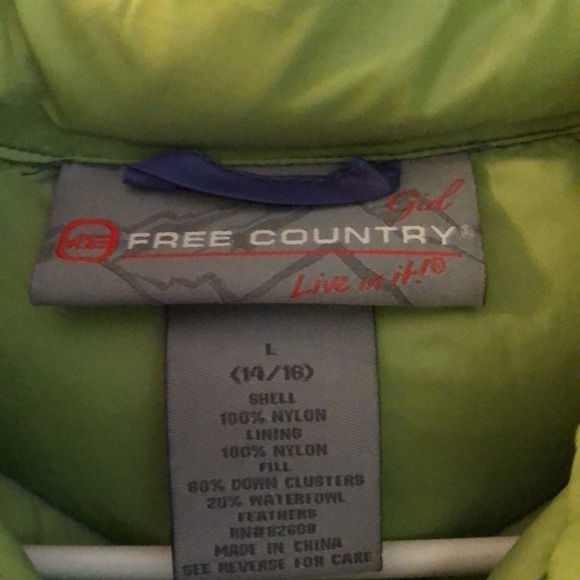 Girl
FREE COUNTRY®
Live in it!®
L
(14/16)
SHELL
100% NYLON
LINING
100% NYLON
FILL
80% DOWN CLUSTERS
20% WATERFOWL
FEATHERS
RN#82608
MADE IN CHINA
SEE REVERSE FOR CARE